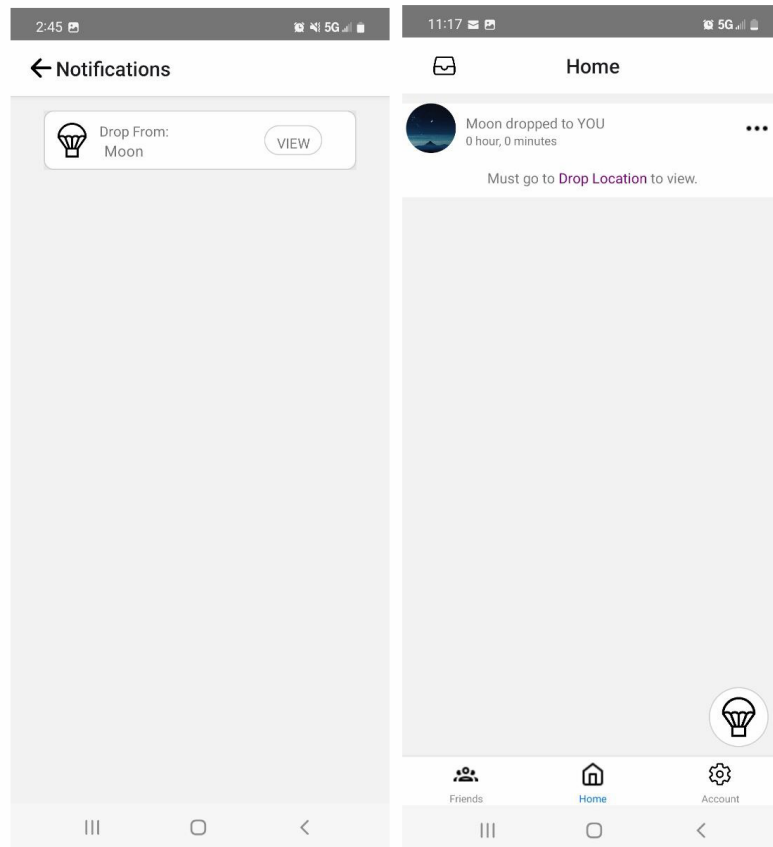 2:45 5G
Notifications
Drop From:
Moon
VIEW
11:17 5G
Home
Moon dropped to YOU
0 hour, 0 minutes
Must go to Drop Location to view.
Friends Home Account